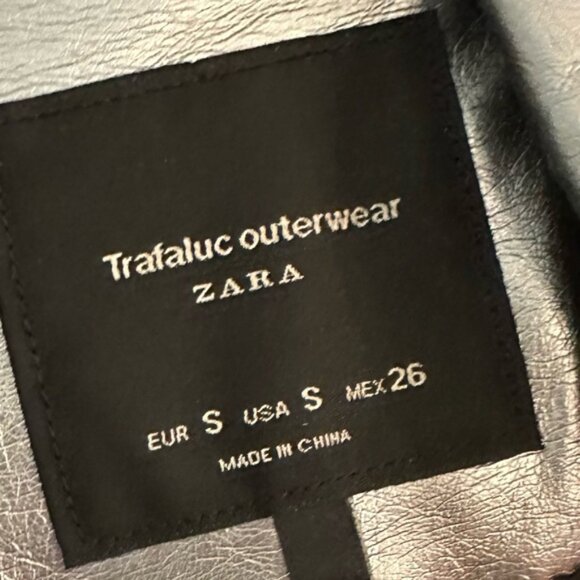 Trafaluc outerwear
ZARA
EUR S USA S MEX 26
MADE IN CHINA